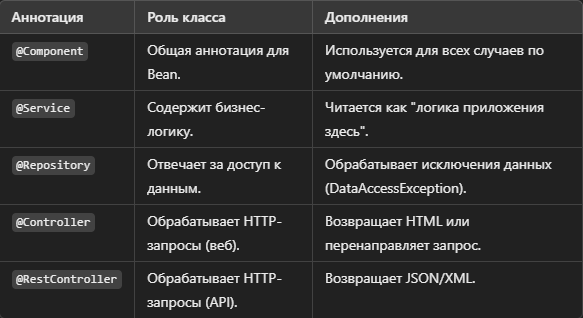 Аннотация Роль класса Дополнения
@Component Общая аннотация для Используется для всех случаев по
Bean. умолчанию.
@Service Содержит бизнес- Читается как "логика приложения
логику. здесь".
@Repository Отвечает за доступ к Обрабатывает исключения данных
данным. (DataAccessException).
@Controller Обрабатывает HTTP- Возвращает HTML или
запросы (веб). перенаправляет запрос.
@RestController Обрабатывает HTTP- Возвращает JSON/XML.
запросы (API).